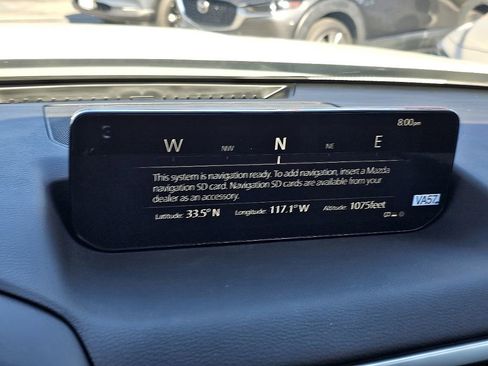 8:00pm
W NW N NE E
This system is navigation ready. To add navigation, insert a Mazda
navigation SD card. Navigation SD cards are available from your
dealer as an accessory.
Latitude: 33.5° N Longitude: 117.1° W Altitude: 1075feet
VA57